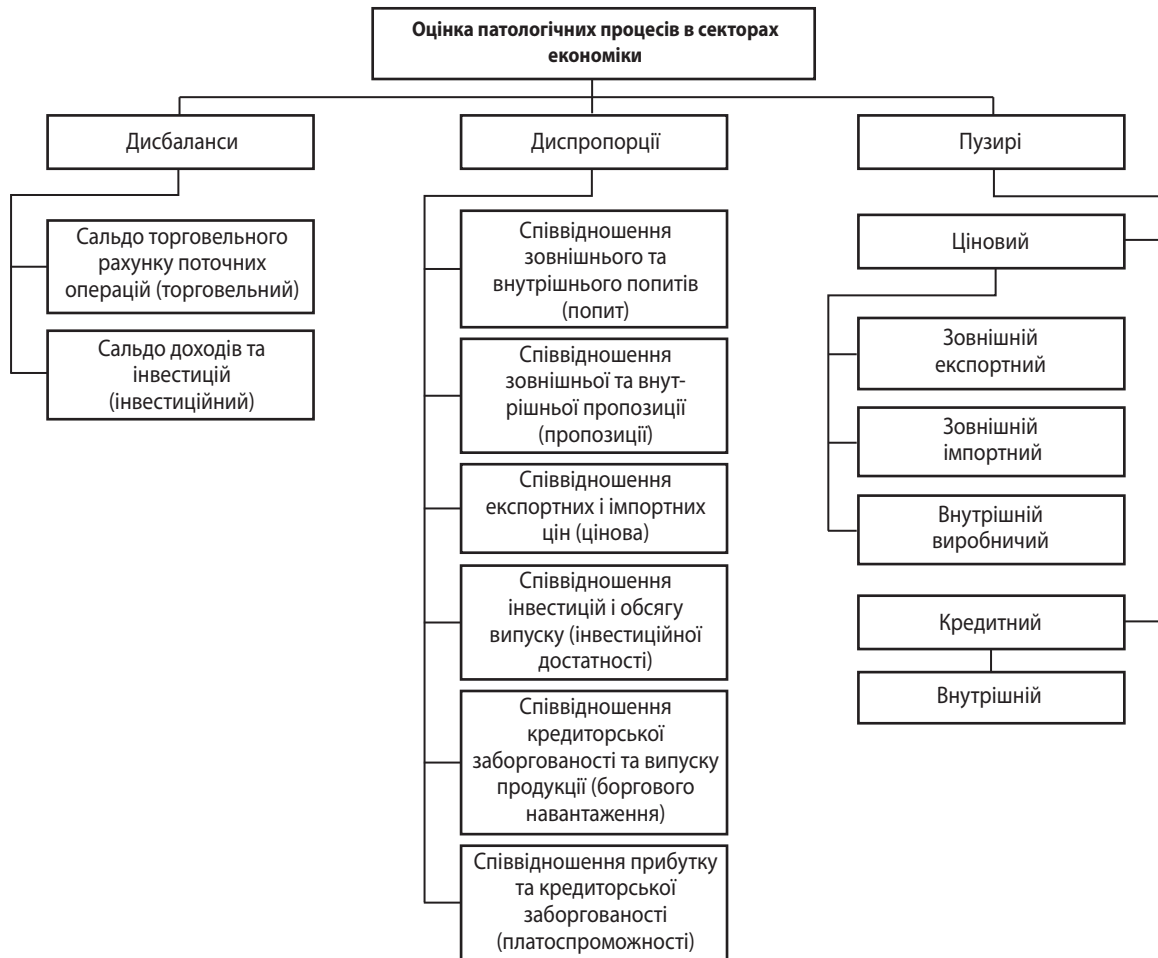 Оцінка патологічних процесів в секторах
економіки
Дисбаланси
Сальдо торговельного
рахунку поточних
операцій (торговельний)
Сальдо доходів та
інвестицій
(інвестиційний)
Диспропорції
Співвідношення
зовнішнього та
внутрішнього попитів
(попит)
Співвідношення
зовнішньої та внут-
рішньої пропозиції
(пропозиції)
Співвідношення
експортних і імпортних
цін (цінова)
Співвідношення
інвестицій і обсягу
випуску (інвестиційної
достатності)
Співвідношення
кредиторської
заборгованості та випуску
продукції (боргового
навантаження)
Співвідношення прибутку
та кредиторської
заборгованості
(платоспроможності)
Пузирі
Ціновий
Зовнішній
експортний
Зовнішній
імпортний
Внутрішній
виробничий
Кредитний
Внутрішній